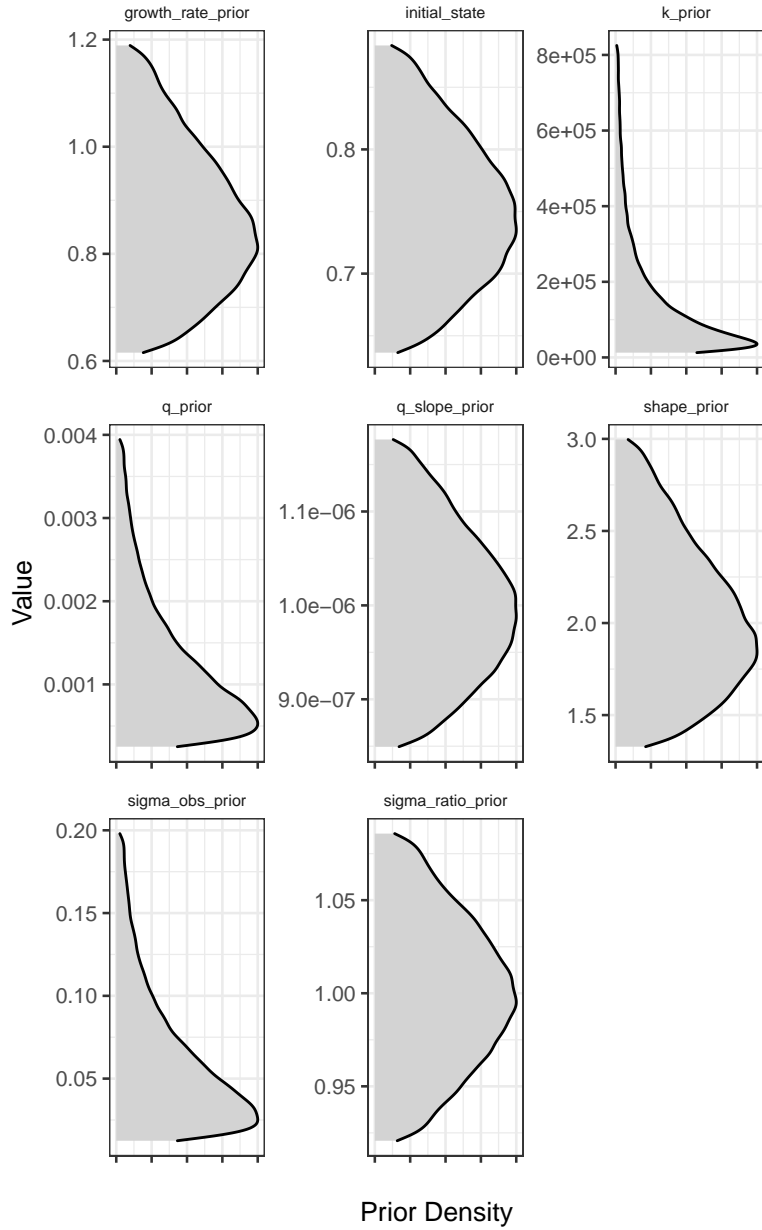 growth_rate_prior
initial_state
k_prior
1.2
1.0
0.8
0.6
0.8
0.7
8e+05
6e+05
4e+05
2e+05
0e+00
q_prior
q_slope_prior
shape_prior
0.004
0.003
0.002
0.001
1.1e−06
1.0e−06
9.0e−07
3.0
2.5
2.0
1.5
Value
sigma_obs_prior
sigma_ratio_prior
0.20
0.15
0.10
0.05
1.05
1.00
0.95
Prior Density